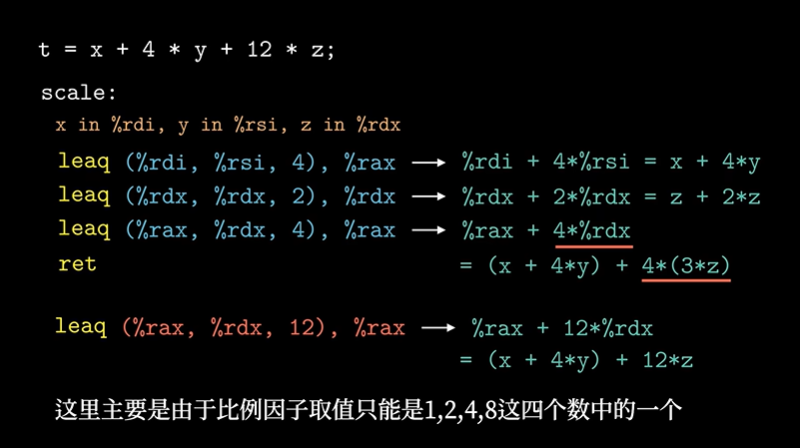 t = x + 4 * y + 12 * z;
scale:
x in %rdi, y in %rsi, z in %rdx
leaq (%rdi, %rsi, 4), %rax → %rdi + 4*%rsi = x + 4*y
leaq (%rdx, %rdx, 2), %rdx → %rdx + 2*%rdx = z + 2*z
leaq (%rax, %rdx, 4), %rax → %rax + 4*%rdx
ret = (x + 4*y) + 4*(3*z)
leaq (%rax, %rdx, 12), %rax → %rax + 12*%rdx
= (x + 4*y) + 12*z
这里主要是由于比例因子取值只能是1,2,4,8这四个数中的一个